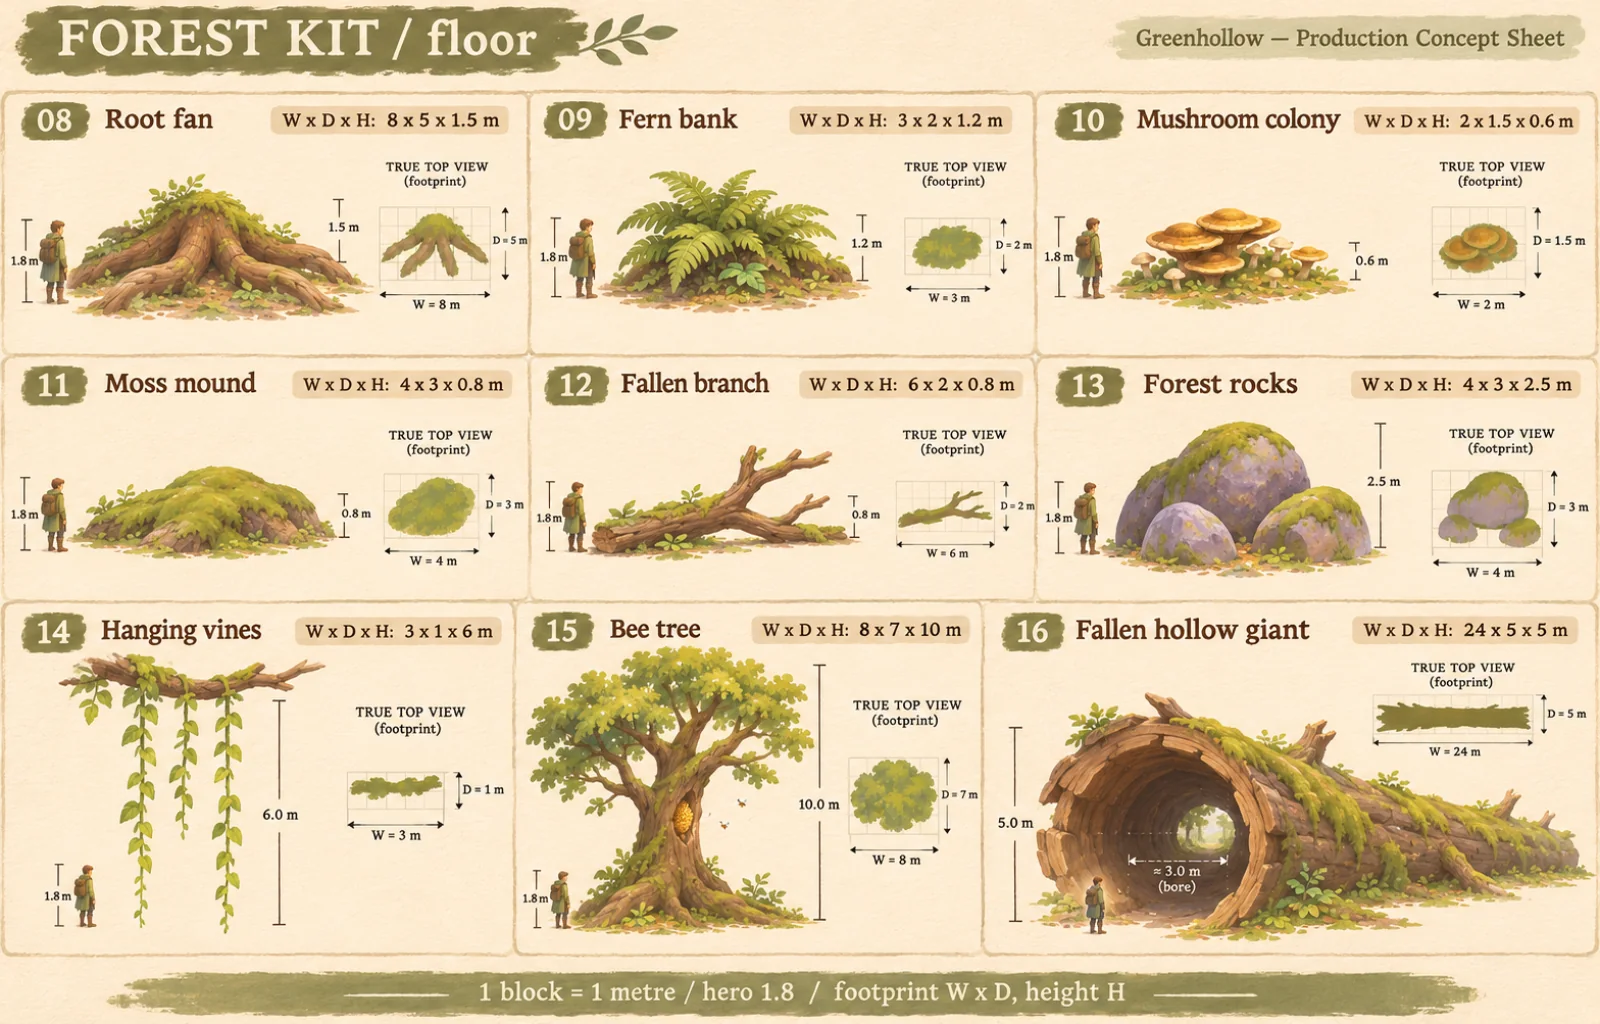 FOREST KIT / floor
Greenhollow — Production Concept Sheet
08 Root fan W x D x H: 8 x 5 x 1.5 m
TRUE TOP VIEW
(footprint)
1.8 m
1.5 m
D = 5 m
W = 8 m
09 Fern bank W x D x H: 3 x 2 x 1.2 m
TRUE TOP VIEW
(footprint)
1.8 m
1.2 m
D = 2 m
W = 3 m
10 Mushroom colony W x D x H: 2 x 1.5 x 0.6 m
TRUE TOP VIEW
(footprint)
1.8 m
0.6 m
D = 1.5 m
W = 2 m
11 Moss mound W x D x H: 4 x 3 x 0.8 m
TRUE TOP VIEW
(footprint)
1.8 m
0.8 m
D = 3 m
W = 4 m
12 Fallen branch W x D x H: 6 x 2 x 0.8 m
TRUE TOP VIEW
(footprint)
1.8 m
0.8 m
D = 2 m
W = 6 m
13 Forest rocks W x D x H: 4 x 3 x 2.5 m
TRUE TOP VIEW
(footprint)
1.8 m
2.5 m
D = 3 m
W = 4 m
14 Hanging vines W x D x H: 3 x 1 x 6 m
TRUE TOP VIEW
(footprint)
D = 1 m
6.0 m
W = 3 m
1.8 m
15 Bee tree W x D x H: 8 x 7 x 10 m
TRUE TOP VIEW
(footprint)
10.0 m
D = 7 m
W = 8 m
1.8 m
16 Fallen hollow giant W x D x H: 24 x 5 x 5 m
TRUE TOP VIEW
(footprint)
D = 5 m
W = 24 m
5.0 m
≈ 3.0 m
(bore)
1 block = 1 metre / hero 1.8 / footprint W x D, height H